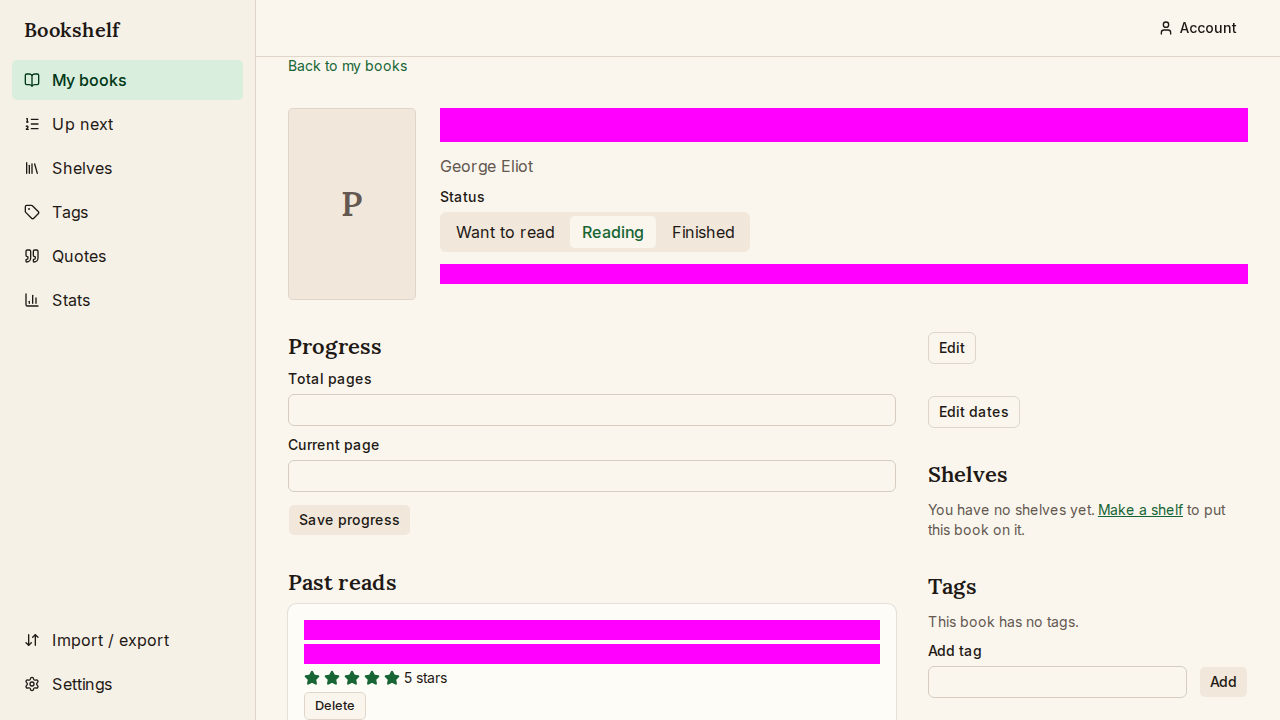 Bookshelf
My books
Up next
Shelves
Tags
Quotes
Stats
Import / export
Settings
Account
Back to my books
P
George Eliot
Status
Want to read
Reading
Finished
Progress
Total pages
Current page
Save progress
Past reads
5 stars
Delete
Edit
Edit dates
Shelves
You have no shelves yet. Make a shelf to put
this book on it.
Tags
This book has no tags.
Add tag
Add